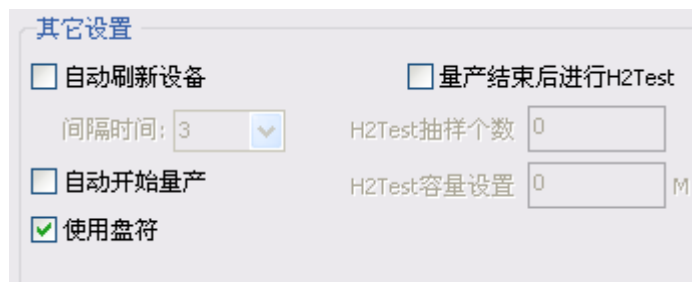 其它设置
自动刷新设备
量产结束后进行H2Test
间隔时间: 3
H2Test抽样个数 0
自动开始量产
H2Test容量设置 0 M
使用盘符